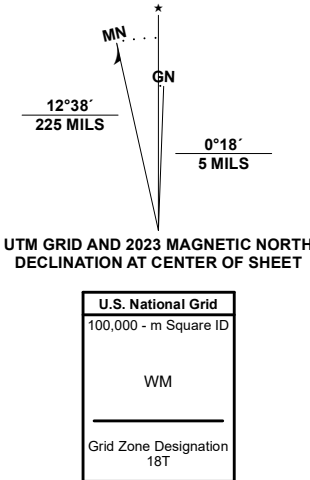 ★
MN
GN
12°38´
225 MILS
0°18´
5 MILS
UTM GRID AND 2023 MAGNETIC NORTH
DECLINATION AT CENTER OF SHEET
U.S. National Grid
100,000 - m Square ID
WM
Grid Zone Designation
18T